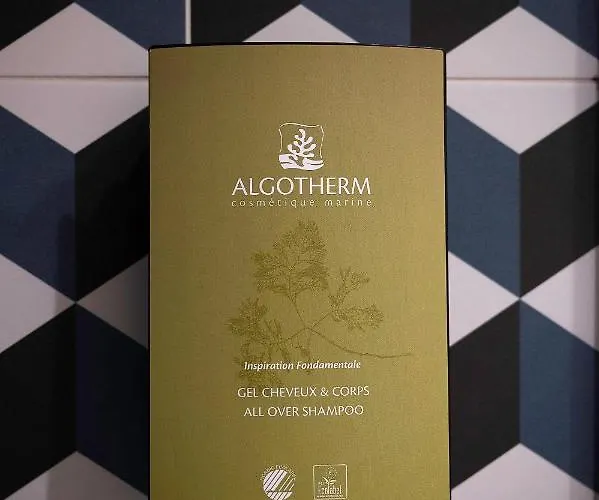 ALGOTHERM
cosmétique marine
Inspiration Fondamentale
GEL CHEVEUX & CORPS
ALL OVER SHAMPOO